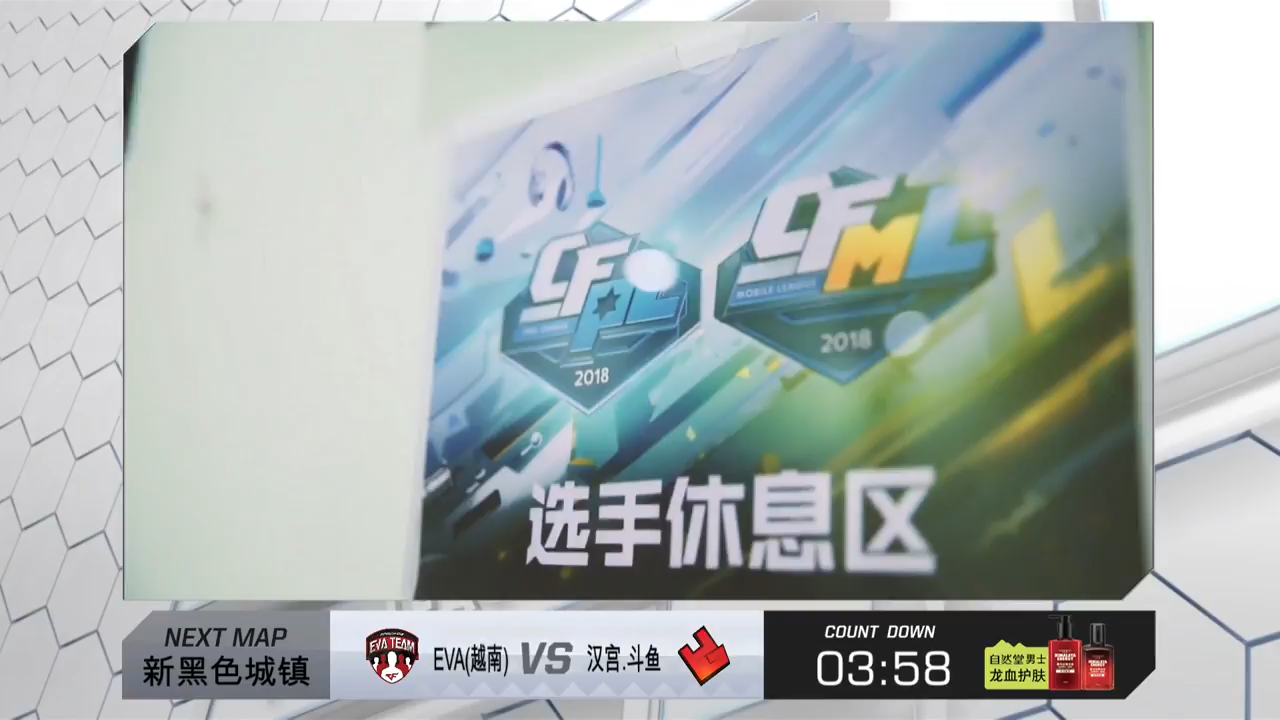 CFPL
2018
CFML
MOBILE LEAGUE
2018
选手休息区
NEXT MAP
新黑色城镇
EVA TEAM
EVA(越南)
VS
汉宫.斗鱼
COUNT DOWN
03:58
自然堂男士
龙血护肤